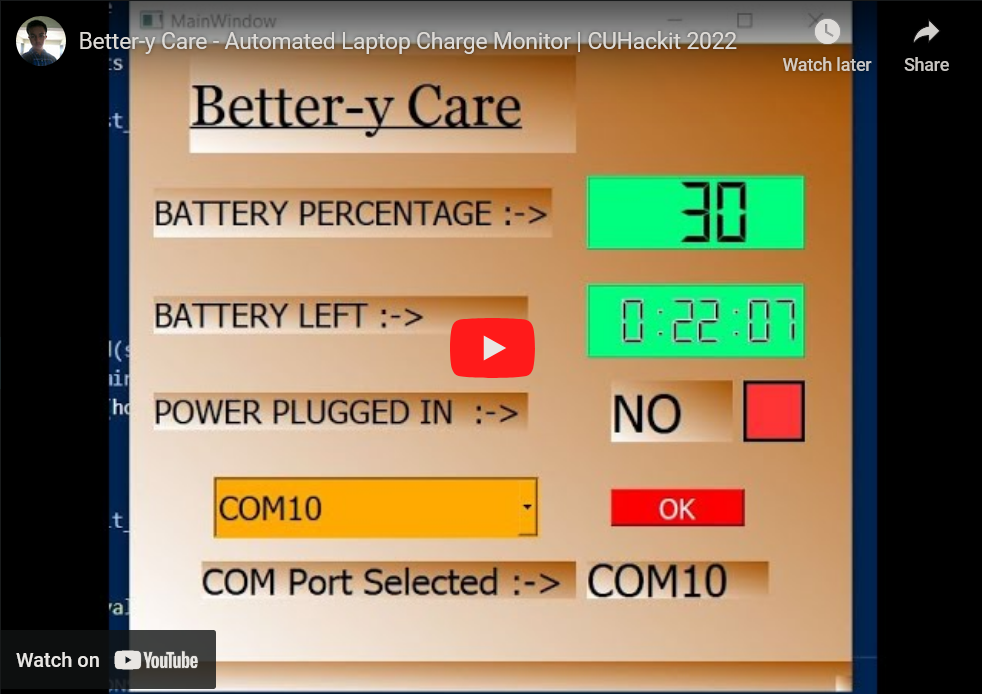 MainWindow
Better-y Care - Automated Laptop Charge Monitor | CUHackit 2022
Watch later
Share
Better-y Care
BATTERY PERCENTAGE :->
30
BATTERY LEFT :->
0:22:07
POWER PLUGGED IN :->
NO
COM10
OK
COM Port Selected :->
COM10
Watch on YouTube